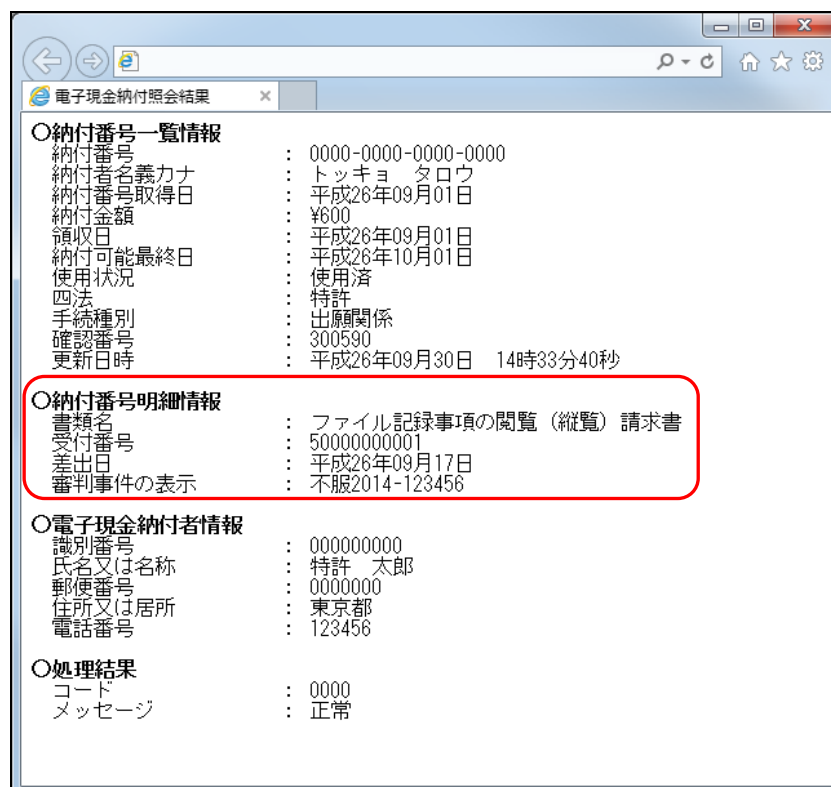 電子現金納付照会結果
〇納付番号一覧情報
納付番号 : 0000-0000-0000-0000
納付者名義カナ : トッキョ タロウ
納付番号取得日 : 平成26年09月01日
納付金額 : ¥600
領収日 : 平成26年09月01日
納付可能最終日 : 平成26年10月01日
使用状況 : 使用済
四法 : 特許
手続種別 : 出願関係
確認番号 : 300590
更新日時 : 平成26年09月30日 14時33分40秒
〇納付番号明細情報
書類名 : ファイル記録事項の閲覧（縦覧）請求書
受付番号 : 50000000001
差出日 : 平成26年09月17日
審判事件の表示 : 不服2014-123456
〇電子現金納付者情報
識別番号 : 000000000
氏名又は名称 : 特許 太郎
郵便番号 : 0000000
住所又は居所 : 東京都
電話番号 : 123456
〇処理結果
コード : 0000
メッセージ : 正常